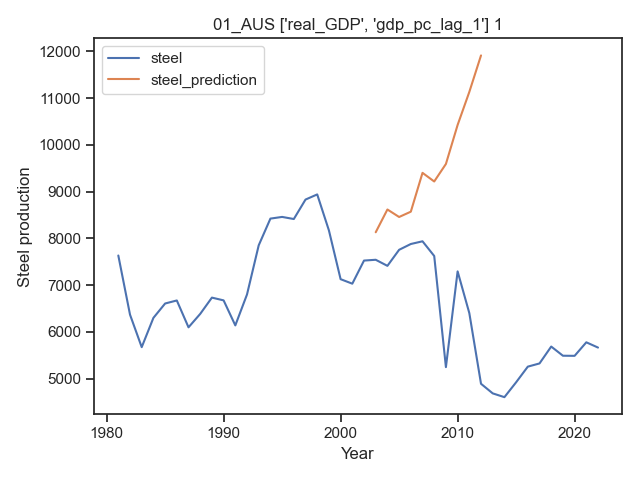 01_AUS ['real_GDP', 'gdp_pc_lag_1'] 1
steel
steel_prediction
12000
11000
10000
9000
8000
7000
6000
5000
Steel production
1980
1990
2000
2010
2020
Year